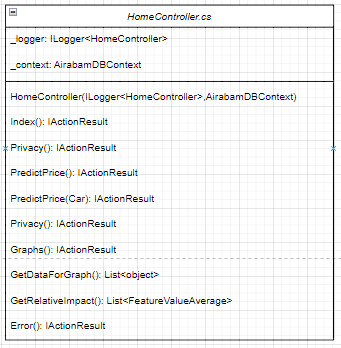 HomeController.cs
_logger: ILogger<HomeController>
_context: AirabamDBContext
HomeController(ILogger<HomeController>,AirabamDBContext)
Index(): IActionResult
Privacy(): IActionResult
PredictPrice(): IActionResult
PredictPrice(Car): IActionResult
Privacy(): IActionResult
Graphs(): IActionResult
GetDataForGraph(): List<object>
GetRelativeImpact(): List<FeatureValueAverage>
Error(): IActionResult